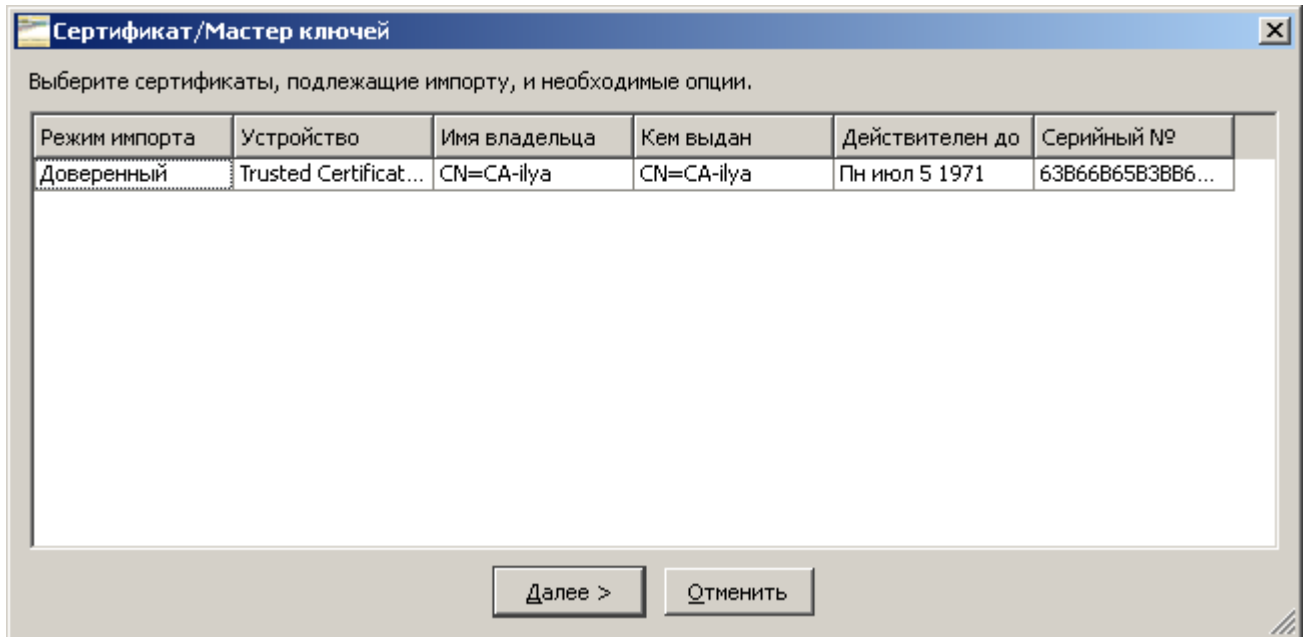 Сертификат/Мастер ключей
Выберите сертификаты, подлежащие импорту, и необходимые опции.
Режим импорта Устройство Имя владельца Кем выдан Действителен до Серийный №
Доверенный Trusted Certificat... CN=CA-ilya CN=CA-ilya Пн июл 5 1971 63B66B65B3BB6...
Далее > Отменить